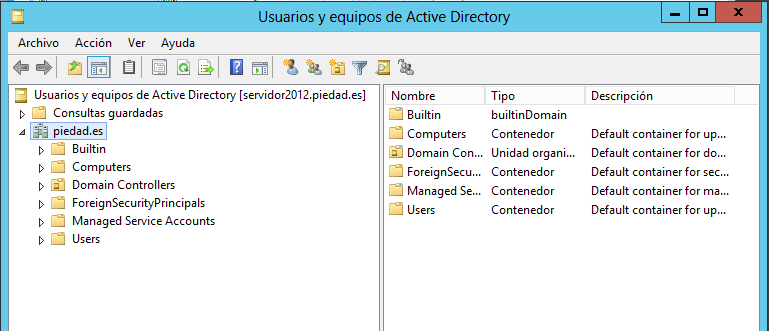 Usuarios y equipos de Active Directory
Archivo Acción Ver Ayuda
Usuarios y equipos de Active Directory [servidor2012.piedad.es]
Consultas guardadas
piedad.es
Builtin
Computers
Domain Controllers
ForeignSecurityPrincipals
Managed Service Accounts
Users
Nombre Tipo Descripción
Builtin builtinDomain
Computers Contenedor Default container for up...
Domain Con... Unidad organi... Default container for do...
ForeignSecu... Contenedor Default container for sec...
Managed Se... Contenedor Default container for ma...
Users Contenedor Default container for up...